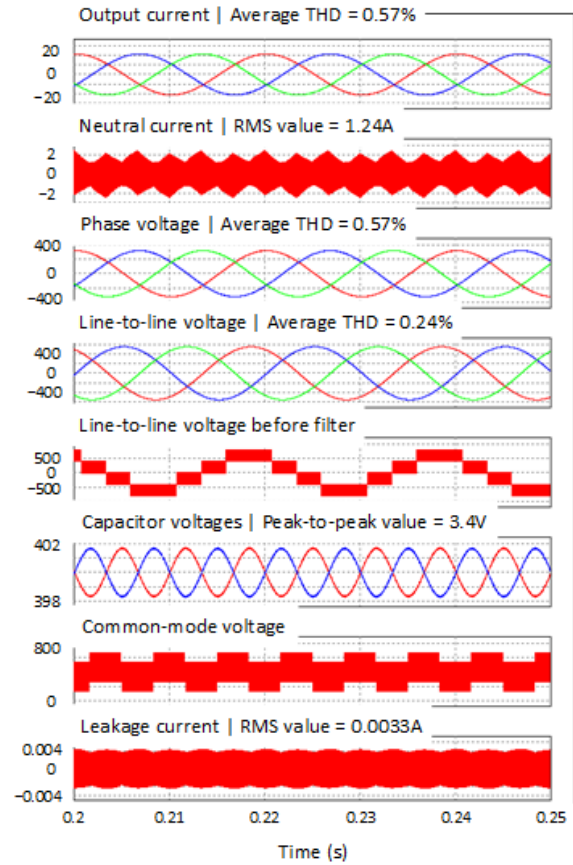 Output current | Average THD = 0.57%
20
0
−20
Neutral current | RMS value = 1.24A
2
0
−2
Phase voltage | Average THD = 0.57%
400
0
−400
Line-to-line voltage | Average THD = 0.24%
400
0
−400
Line-to-line voltage before filter
500
0
−500
Capacitor voltages | Peak-to-peak value = 3.4V
402
398
Common-mode voltage
800
0
Leakage current | RMS value = 0.0033A
0.004
0
−0.004
0.2 0.21 0.22 0.23 0.24 0.25
Time (s)